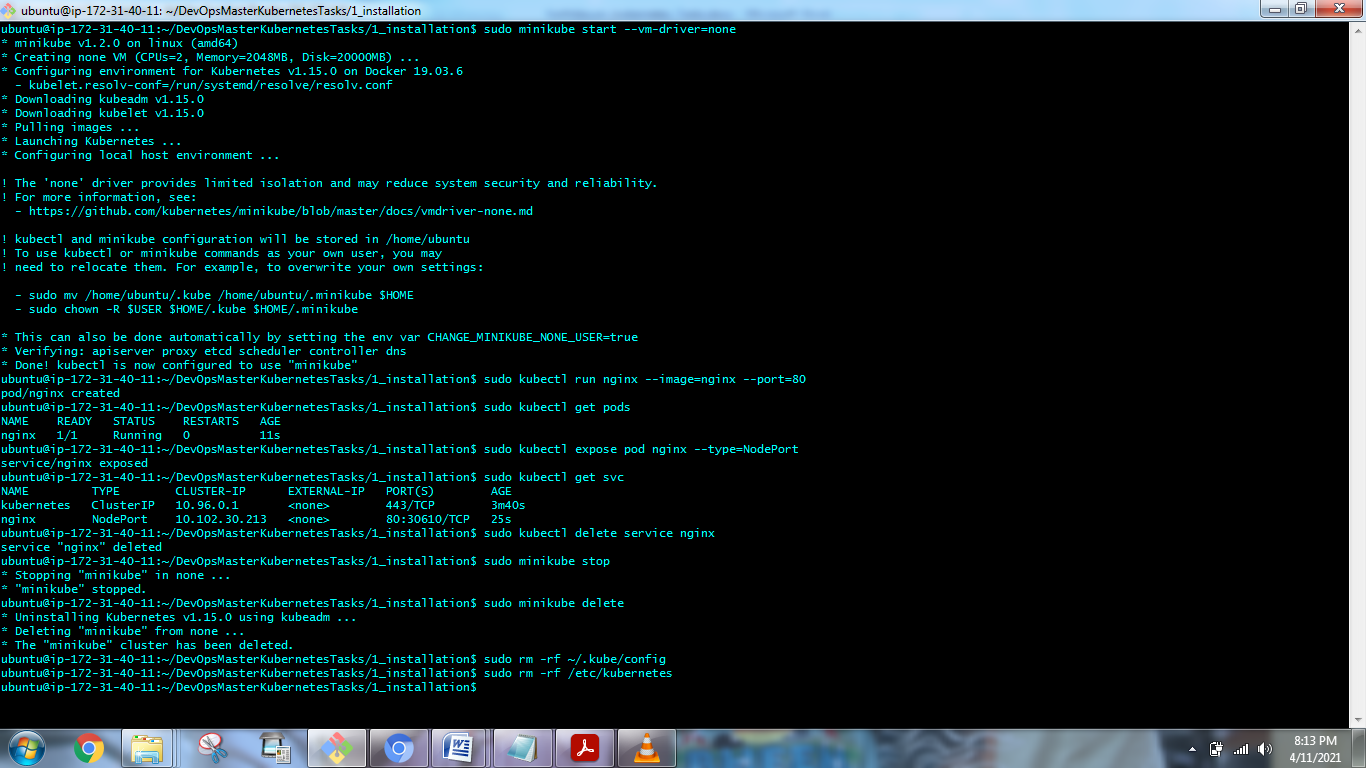 ubuntu@ip-172-31-40-11: ~/DevOpsMasterKubernetesTasks/1_installation
ubuntu@ip-172-31-40-11:~/DevOpsMasterKubernetesTasks/1_installation$ sudo minikube start --vm-driver=none
* minikube v1.2.0 on linux (amd64)
* Creating none VM (CPUs=2, Memory=2048MB, Disk=20000MB) ...
* Configuring environment for Kubernetes v1.15.0 on Docker 19.03.6
  - kubelet.resolv-conf=/run/systemd/resolve/resolv.conf
* Downloading kubeadm v1.15.0
* Downloading kubelet v1.15.0
* Pulling images ...
* Launching Kubernetes ...
* Configuring local host environment ...
! The 'none' driver provides limited isolation and may reduce system security and reliability.
! For more information, see:
  - https://github.com/kubernetes/minikube/blob/master/docs/vmdriver-none.md
! kubectl and minikube configuration will be stored in /home/ubuntu
! To use kubectl or minikube commands as your own user, you may
! need to relocate them. For example, to overwrite your own settings:
  - sudo mv /home/ubuntu/.kube /home/ubuntu/.minikube $HOME
  - sudo chown -R $USER $HOME/.kube $HOME/.minikube
* This can also be done automatically by setting the env var CHANGE_MINIKUBE_NONE_USER=true
* Verifying: apiserver proxy etcd scheduler controller dns
* Done! kubectl is now configured to use "minikube"
ubuntu@ip-172-31-40-11:~/DevOpsMasterKubernetesTasks/1_installation$ sudo kubectl run nginx --image=nginx --port=80
pod/nginx created
ubuntu@ip-172-31-40-11:~/DevOpsMasterKubernetesTasks/1_installation$ sudo kubectl get pods
NAME    READY   STATUS    RESTARTS   AGE
nginx   1/1     Running   0          11s
ubuntu@ip-172-31-40-11:~/DevOpsMasterKubernetesTasks/1_installation$ sudo kubectl expose pod nginx --type=NodePort
service/nginx exposed
ubuntu@ip-172-31-40-11:~/DevOpsMasterKubernetesTasks/1_installation$ sudo kubectl get svc
NAME         TYPE        CLUSTER-IP      EXTERNAL-IP   PORT(S)        AGE
kubernetes   ClusterIP   10.96.0.1       <none>        443/TCP        3m40s
nginx        NodePort    10.102.30.213   <none>        80:30610/TCP   25s
ubuntu@ip-172-31-40-11:~/DevOpsMasterKubernetesTasks/1_installation$ sudo kubectl delete service nginx
service "nginx" deleted
ubuntu@ip-172-31-40-11:~/DevOpsMasterKubernetesTasks/1_installation$ sudo minikube stop
* Stopping "minikube" in none ...
* "minikube" stopped.
ubuntu@ip-172-31-40-11:~/DevOpsMasterKubernetesTasks/1_installation$ sudo minikube delete
* Uninstalling Kubernetes v1.15.0 using kubeadm ...
* Deleting "minikube" from none ...
* The "minikube" cluster has been deleted.
ubuntu@ip-172-31-40-11:~/DevOpsMasterKubernetesTasks/1_installation$ sudo rm -rf ~/.kube/config
ubuntu@ip-172-31-40-11:~/DevOpsMasterKubernetesTasks/1_installation$ sudo rm -rf /etc/kubernetes
ubuntu@ip-172-31-40-11:~/DevOpsMasterKubernetesTasks/1_installation$
8:13 PM
4/11/2021